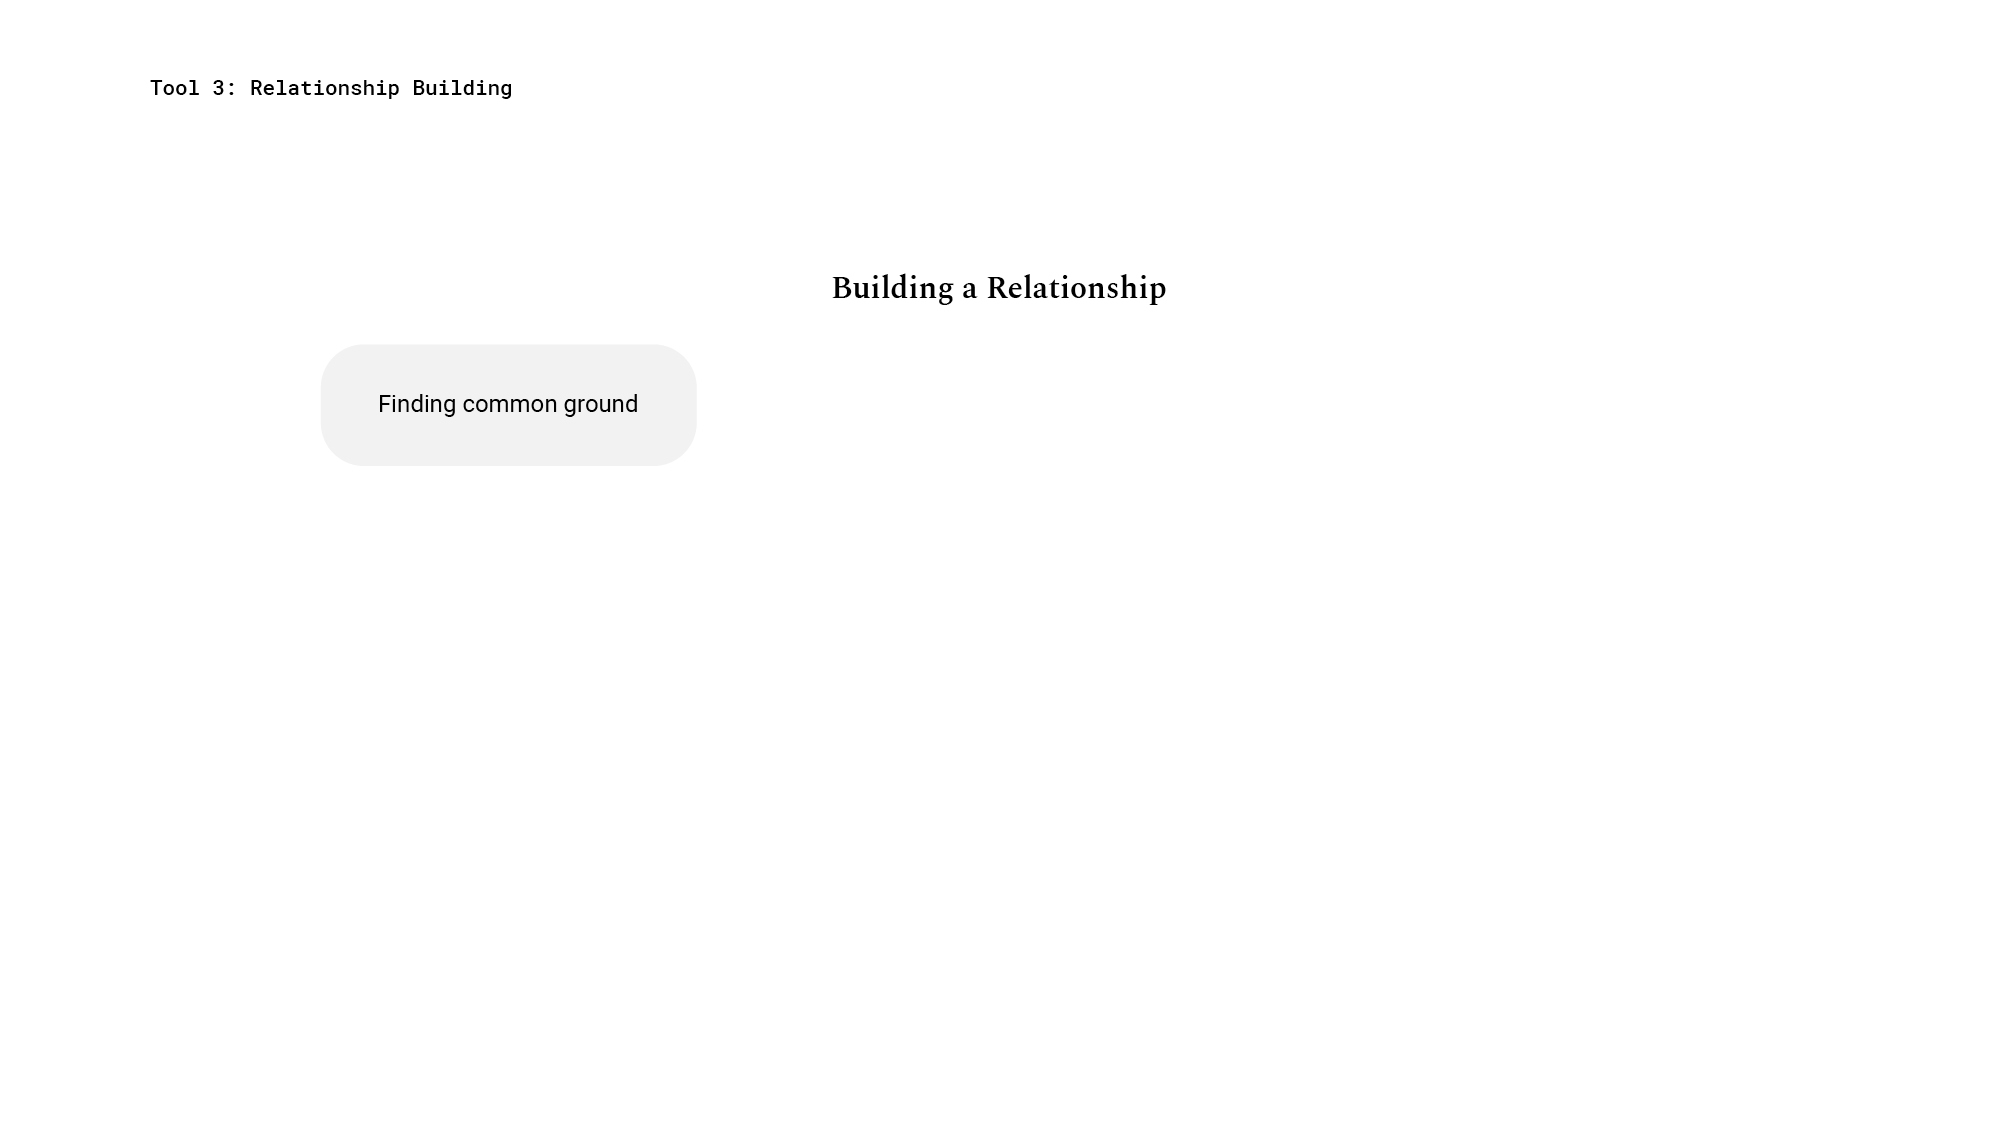 Tool 3: Relationship Building
Building a Relationship
Finding common ground